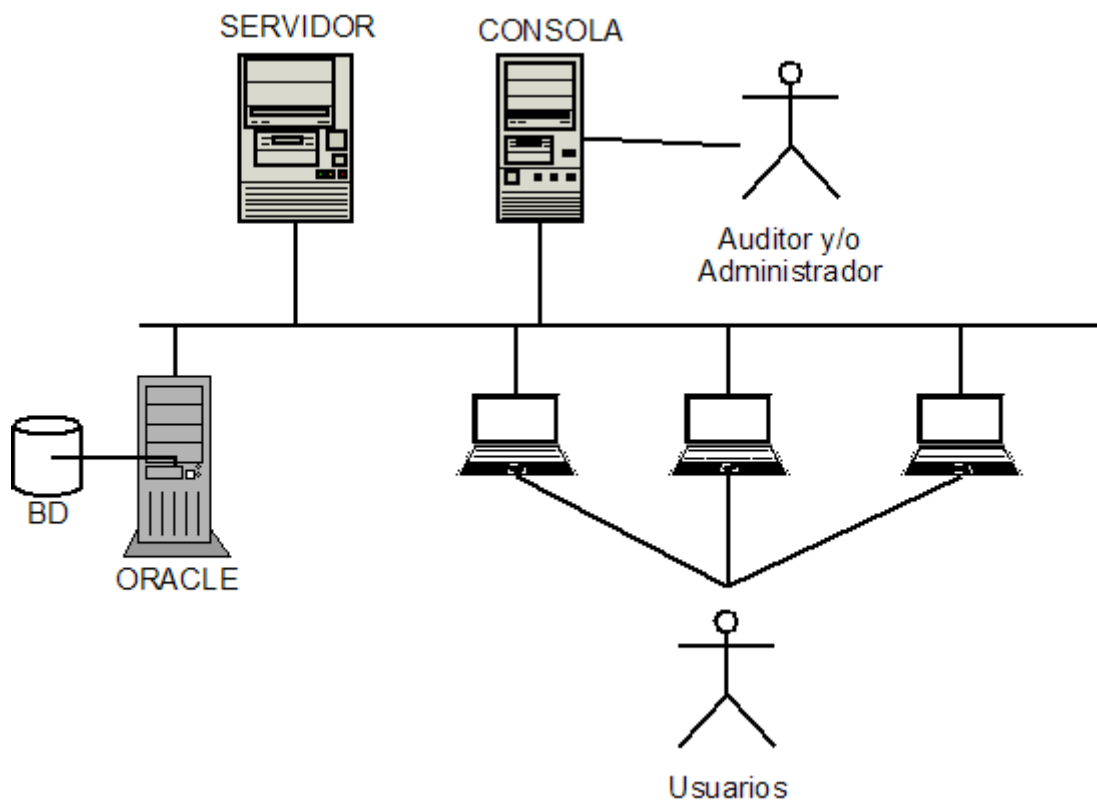 SERVIDOR
CONSOLA
Auditor y/o
Administrador
BD
ORACLE
Usuarios